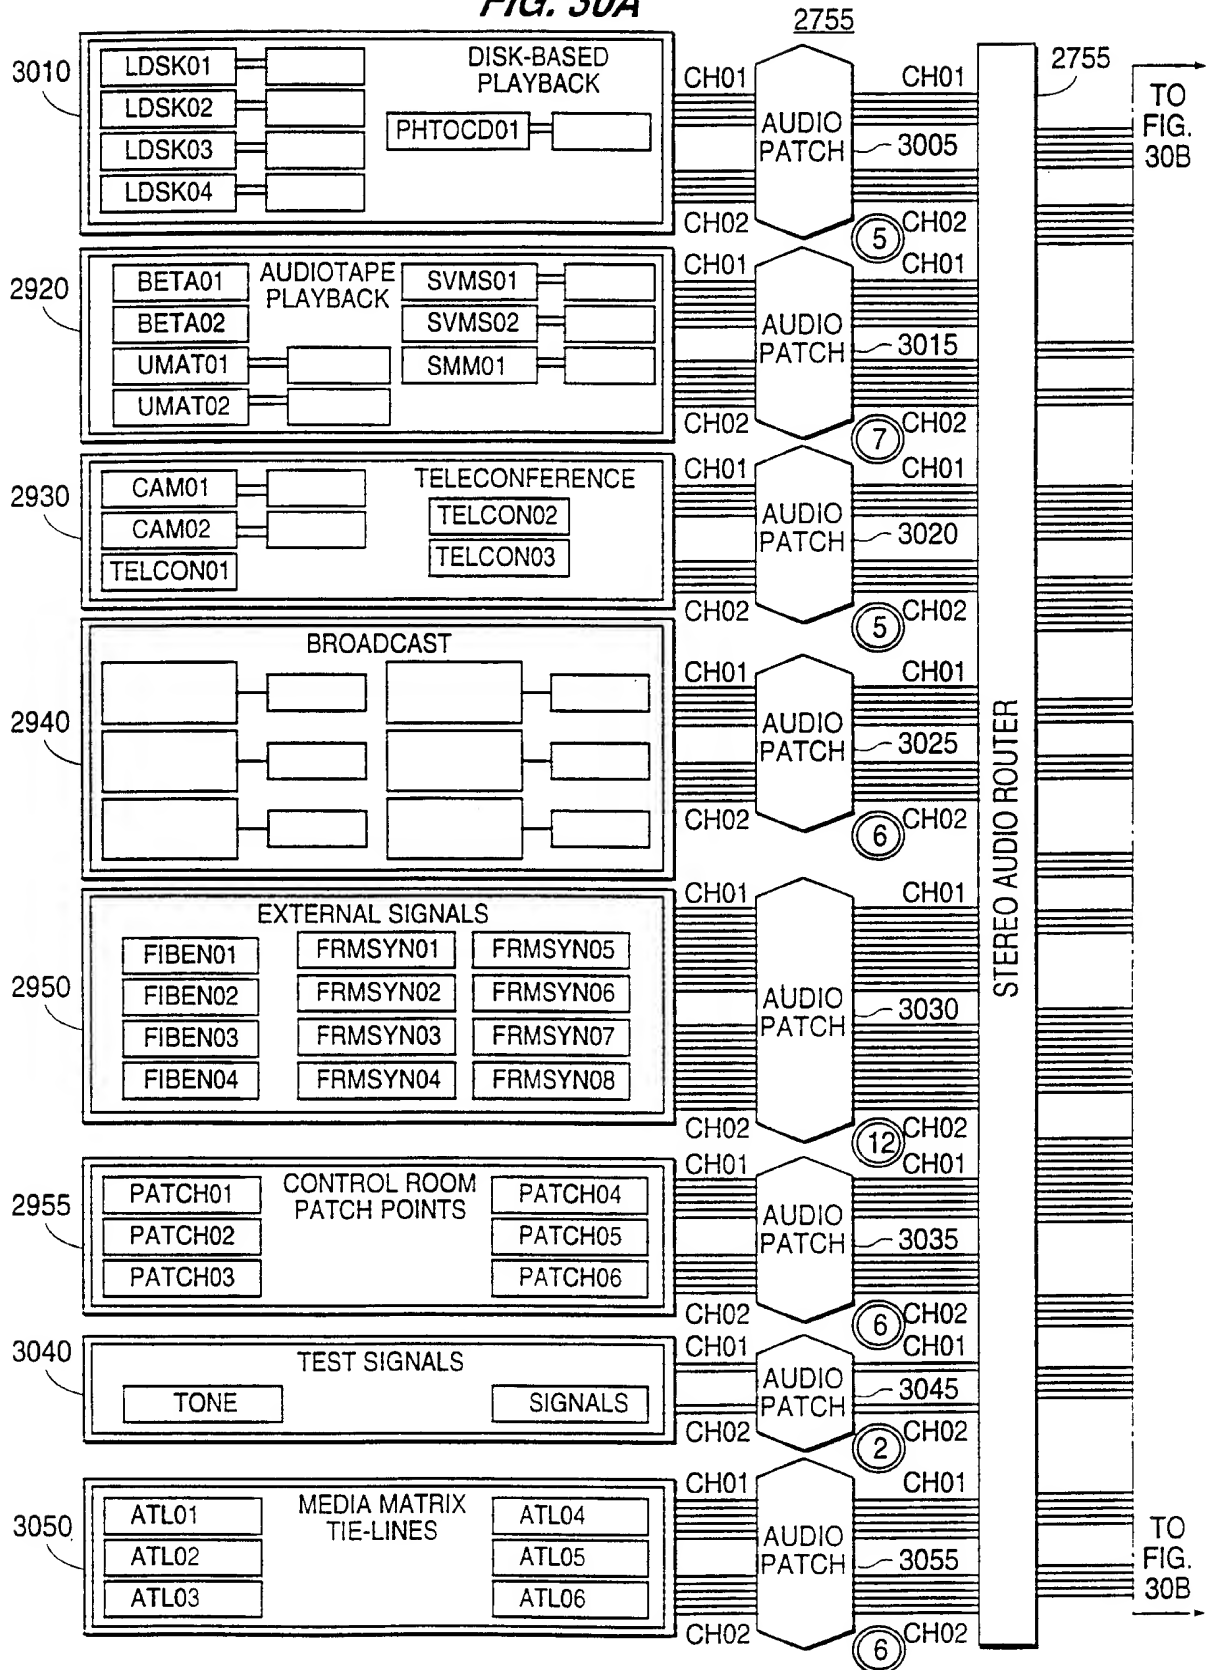 FIG. 30A
2755
3010
LDSK01
LDSK02
LDSK03
LDSK04
DISK-BASED
PLAYBACK
PHTOCD01
CH01
CH02
AUDIO
PATCH
3005
CH01
CH02
5
2755
TO
FIG.
30B
2920
BETA01
BETA02
UMAT01
UMAT02
AUDIOTAPE
PLAYBACK
SVMS01
SVMS02
SMM01
CH01
CH02
AUDIO
PATCH
3015
CH01
CH02
7
2930
CAM01
CAM02
TELCON01
TELECONFERENCE
TELCON02
TELCON03
CH01
CH02
AUDIO
PATCH
3020
CH01
CH02
5
2940
BROADCAST
CH01
CH02
AUDIO
PATCH
3025
CH01
CH02
6
STEREO AUDIO ROUTER
2950
EXTERNAL SIGNALS
FIBEN01
FIBEN02
FIBEN03
FIBEN04
FRMSYN01
FRMSYN02
FRMSYN03
FRMSYN04
FRMSYN05
FRMSYN06
FRMSYN07
FRMSYN08
CH01
CH02
AUDIO
PATCH
3030
CH01
CH02
12
2955
PATCH01
PATCH02
PATCH03
CONTROL ROOM
PATCH POINTS
PATCH04
PATCH05
PATCH06
CH01
CH02
AUDIO
PATCH
3035
CH01
CH02
6
3040
TEST SIGNALS
TONE
SIGNALS
CH01
CH02
AUDIO
PATCH
3045
CH01
CH02
2
3050
ATL01
ATL02
ATL03
MEDIA MATRIX
TIE-LINES
ATL04
ATL05
ATL06
CH01
CH02
AUDIO
PATCH
3055
CH01
CH02
6
TO
FIG.
30B